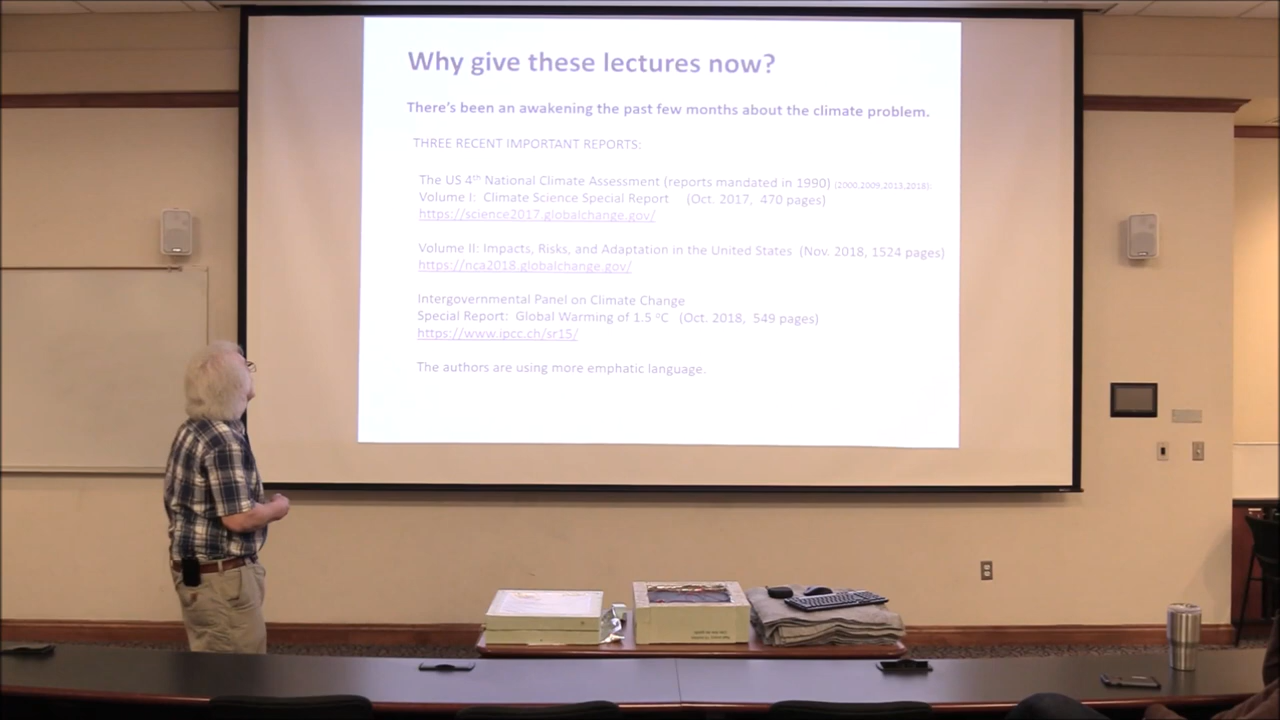 Why give these lectures now?
There's been an awakening the past few months about the climate problem.
THREE RECENT IMPORTANT REPORTS:
The US 4th National Climate Assessment (reports mandated in 1990) (2000,2009,2013,2018):
Volume I: Climate Science Special Report (Oct. 2017, 470 pages)
https://science2017.globalchange.gov/
Volume II: Impacts, Risks, and Adaptation in the United States (Nov. 2018, 1524 pages)
https://nca2018.globalchange.gov/
Intergovernmental Panel on Climate Change
Special Report: Global Warming of 1.5 °C (Oct. 2018, 549 pages)
https://www.ipcc.ch/sr15/
The authors are using more emphatic language.